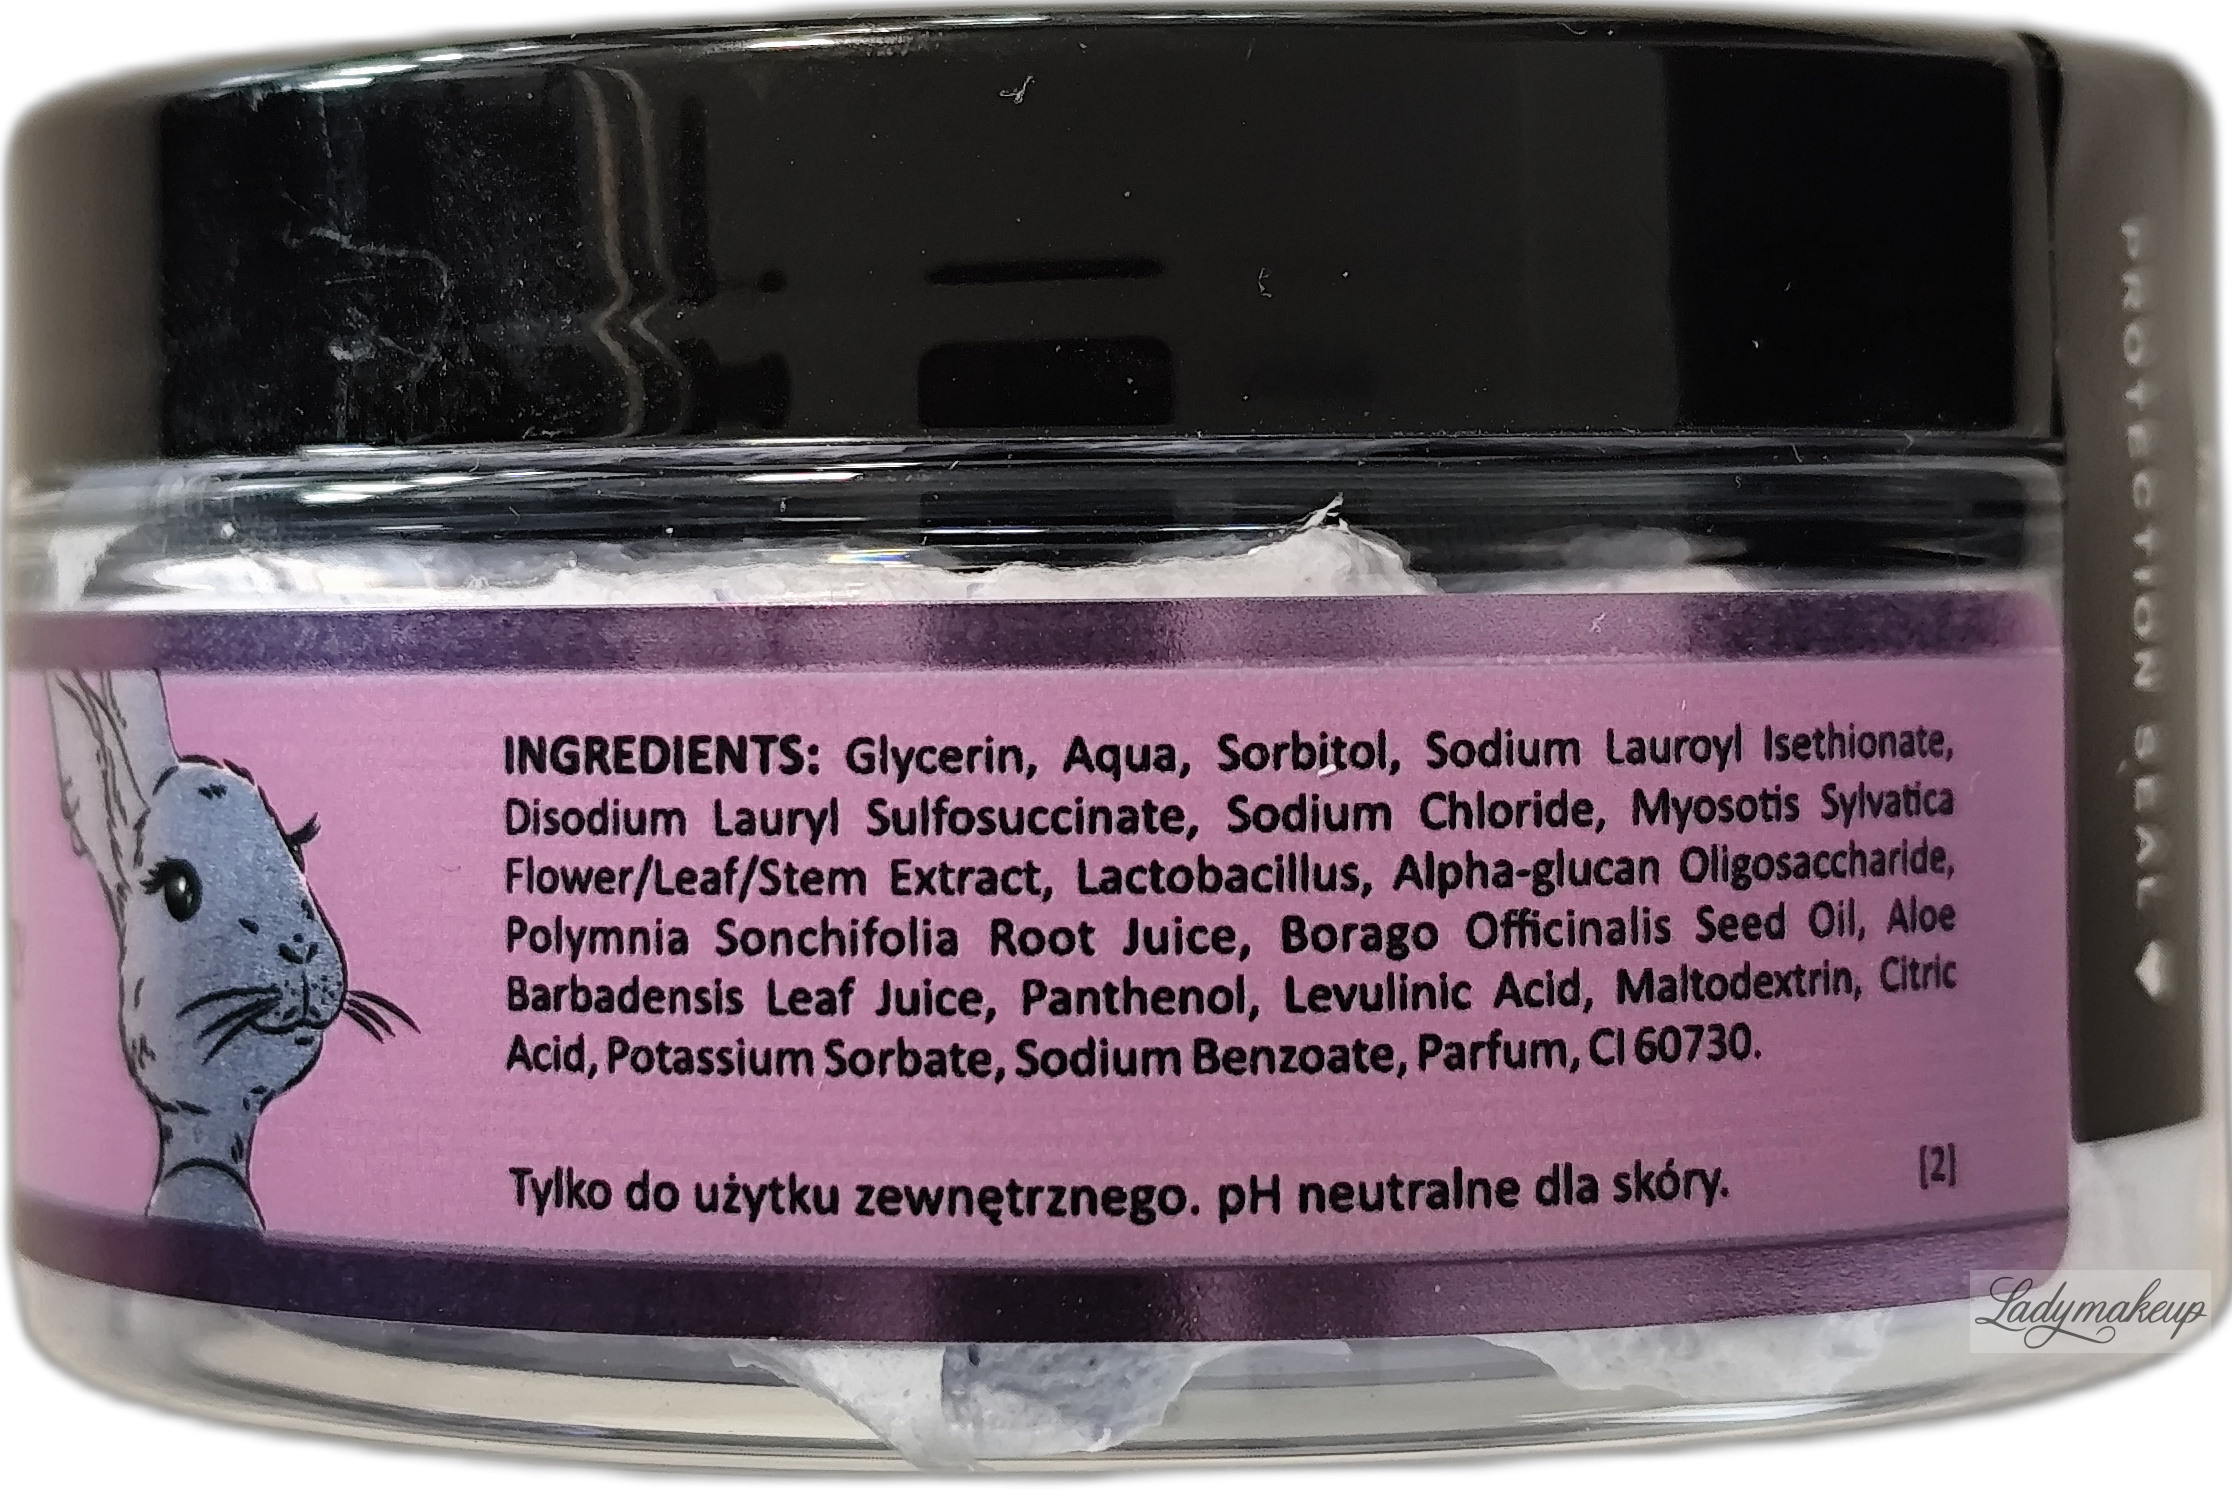 INGREDIENTS: Glycerin, Aqua, Sorbitol, Sodium Lauroyl Isethionate,
Disodium Lauryl Sulfosuccinate, Sodium Chloride, Myosotis Sylvatica
Flower/Leaf/Stem Extract, Lactobacillus, Alpha-glucan Oligosaccharide,
Polymnia Sonchifolia Root Juice, Borago Officinalis Seed Oil, Aloe
Barbadensis Leaf Juice, Panthenol, Levulinic Acid, Maltodextrin, Citric
Acid, Potassium Sorbate, Sodium Benzoate, Parfum, CI 60730.
Tylko do użytku zewnętrznego. pH neutralne dla skóry.
[2]
PROTECTION SEAL
Ladymakeup